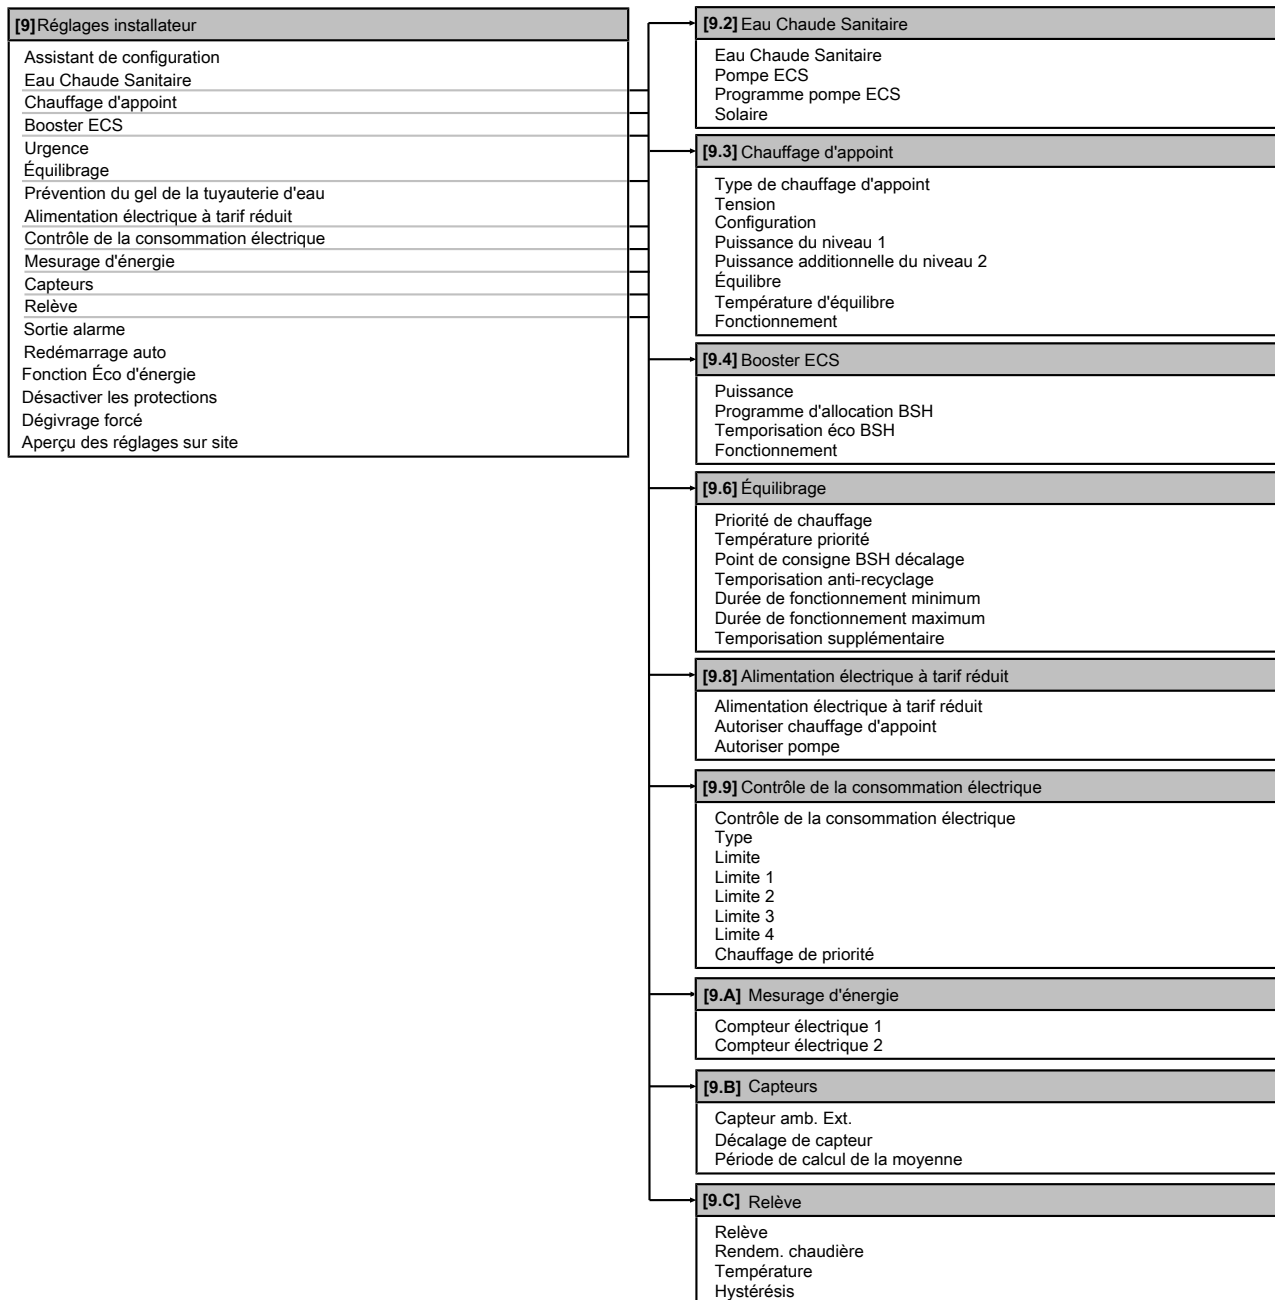 [9] Réglages installateur
Assistant de configuration
Eau Chaude Sanitaire
Chauffage d'appoint
Booster ECS
Urgence
Équilibrage
Prévention du gel de la tuyauterie d'eau
Alimentation électrique à tarif réduit
Contrôle de la consommation électrique
Mesurage d'énergie
Capteurs
Relève
Sortie alarme
Redémarrage auto
Fonction Éco d'énergie
Désactiver les protections
Dégivrage forcé
Aperçu des réglages sur site
[9.2] Eau Chaude Sanitaire
Eau Chaude Sanitaire
Pompe ECS
Programme pompe ECS
Solaire
[9.3] Chauffage d'appoint
Type de chauffage d'appoint
Tension
Configuration
Puissance du niveau 1
Puissance additionnelle du niveau 2
Équilibre
Température d'équilibre
Fonctionnement
[9.4] Booster ECS
Puissance
Programme d'allocation BSH
Temporisation éco BSH
Fonctionnement
[9.6] Équilibrage
Priorité de chauffage
Température priorité
Point de consigne BSH décalage
Temporisation anti-recyclage
Durée de fonctionnement minimum
Durée de fonctionnement maximum
Temporisation supplémentaire
[9.8] Alimentation électrique à tarif réduit
Alimentation électrique à tarif réduit
Autoriser chauffage d'appoint
Autoriser pompe
[9.9] Contrôle de la consommation électrique
Contrôle de la consommation électrique
Type
Limite
Limite 1
Limite 2
Limite 3
Limite 4
Chauffage de priorité
[9.A] Mesurage d'énergie
Compteur électrique 1
Compteur électrique 2
[9.B] Capteurs
Capteur amb. Ext.
Décalage de capteur
Période de calcul de la moyenne
[9.C] Relève
Relève
Rendem. chaudière
Température
Hystérésis